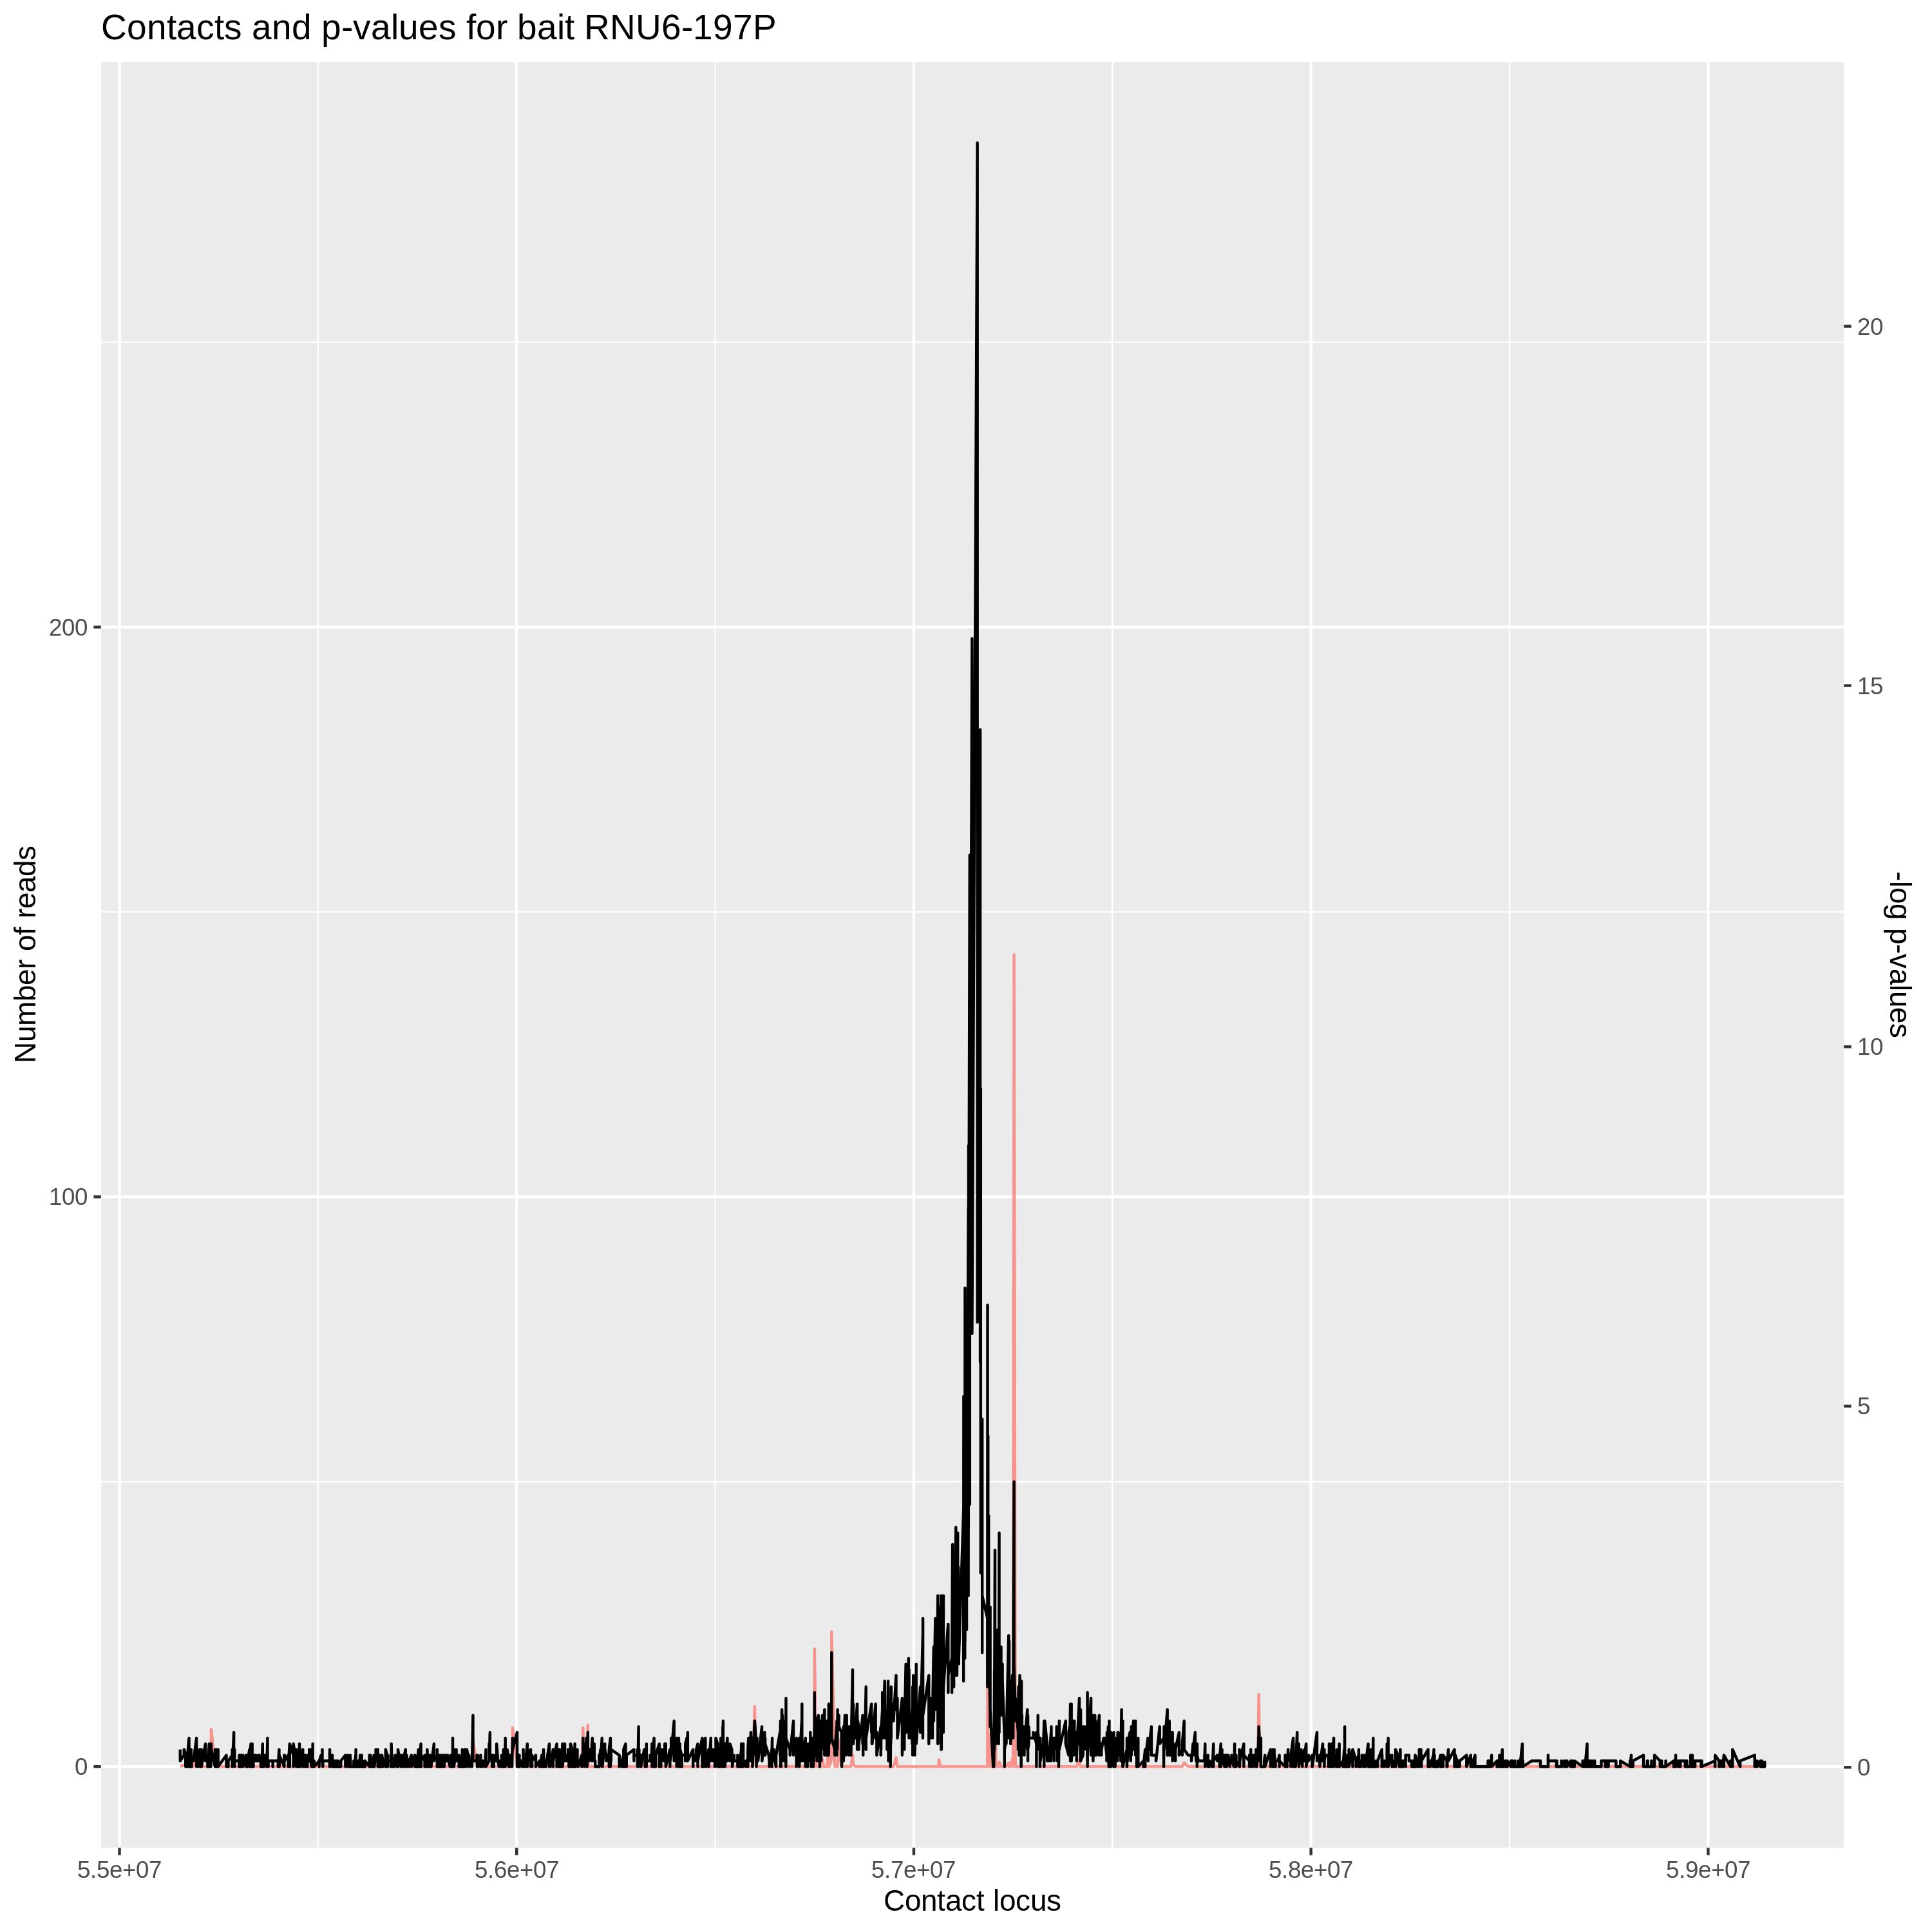 Contacts and p-values for bait RNU6-197P
200
100
0
Number of reads
20
15
10
5
0
-log p-values
5.5e+07
5.6e+07
5.7e+07
5.8e+07
5.9e+07
Contact locus